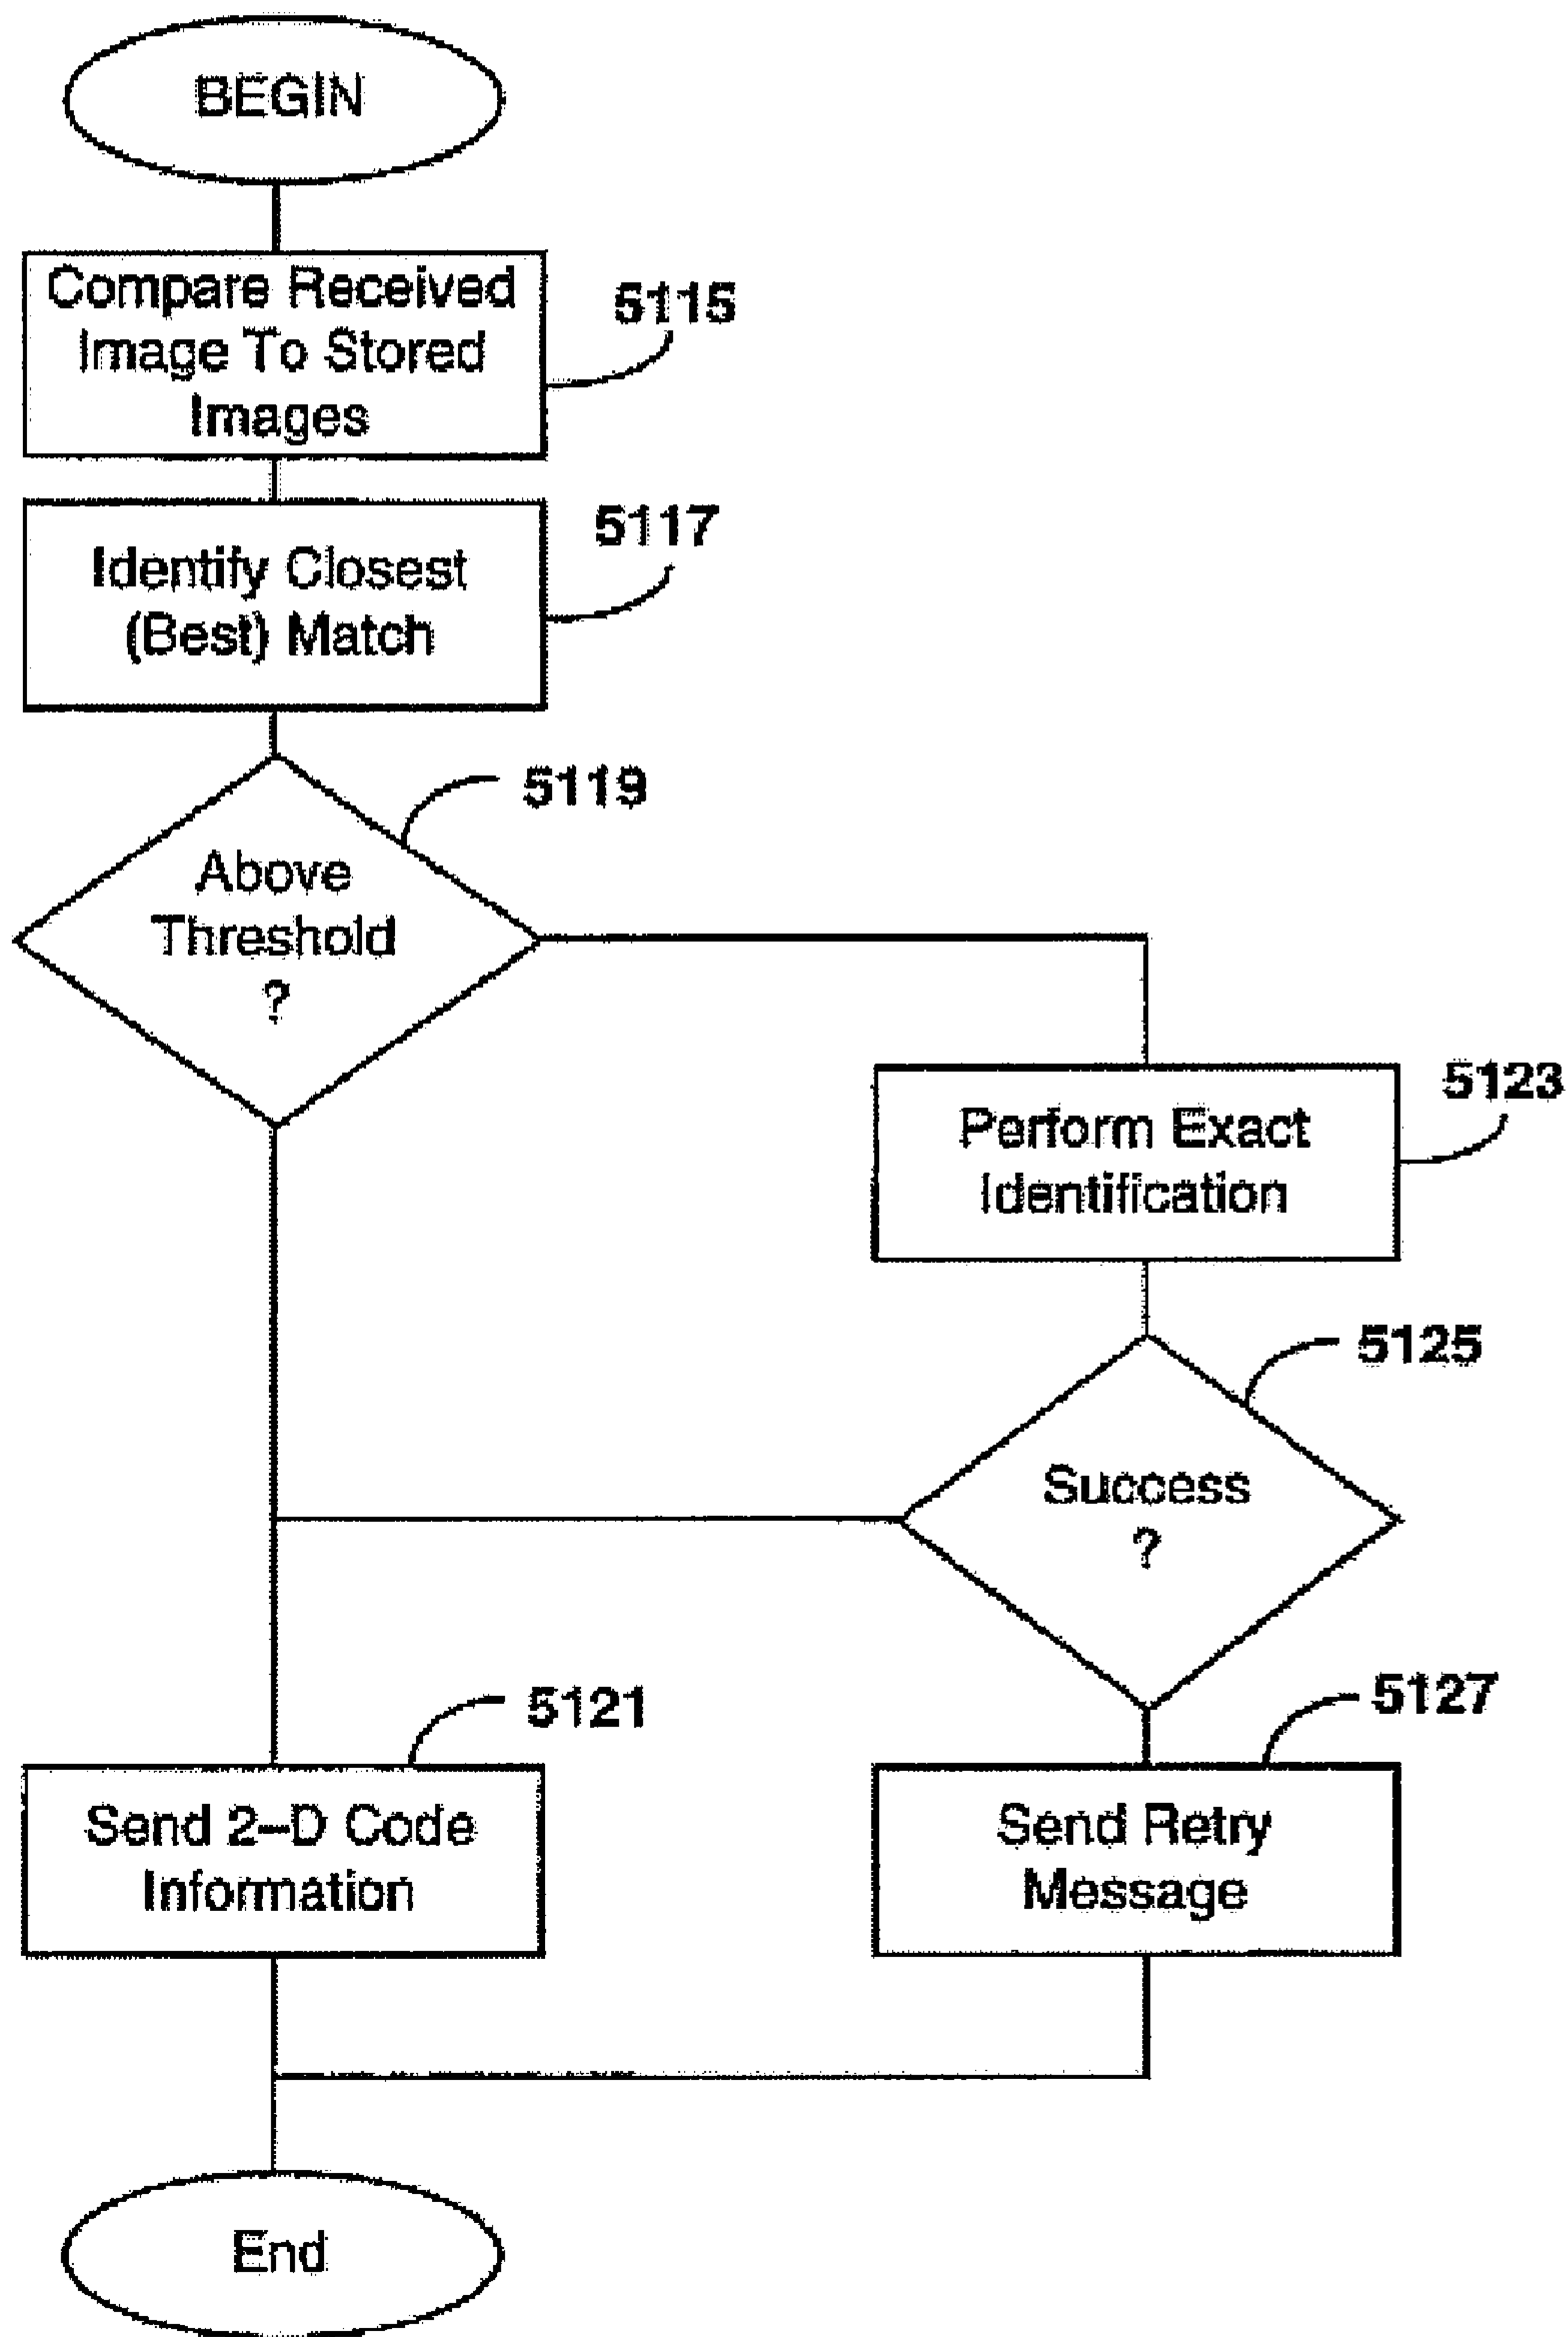 BEGIN
Compare Received
Image To Stored
Images
5115
Identify Closest
(Best) Match
5117
Above
Threshold
?
5119
Perform Exact
Identification
5123
Success
?
5125
Send 2-D Code
Information
5121
Send Retry
Message
5127
End